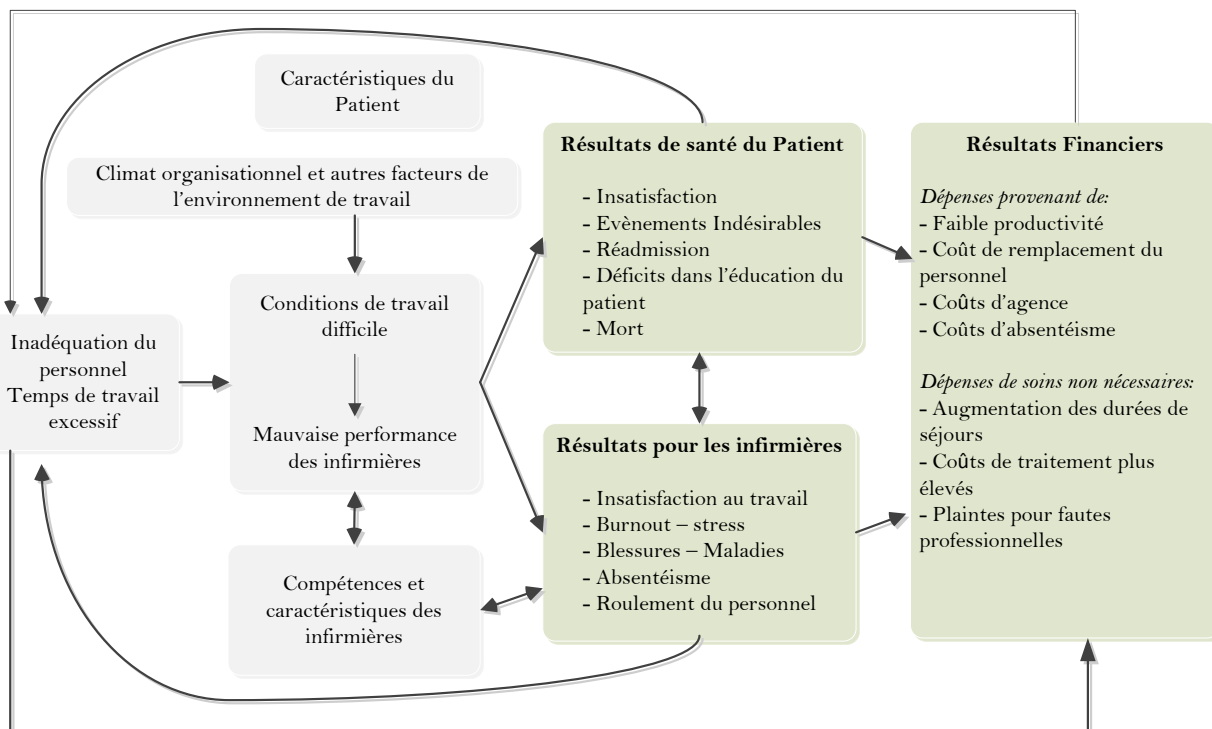 Caractéristiques du
Patient
Climat organisationnel et autres facteurs de
l'environnement de travail
Inadéquation du
personnel
Temps de travail
excessif
Conditions de travail
difficile
Mauvaise performance
des infirmières
Compétences et
caractéristiques des
infirmières
Résultats de santé du Patient
- Insatisfaction
- Evènements Indésirables
- Réadmission
- Déficits dans l'éducation du
patient
- Mort
Résultats pour les infirmières
- Insatisfaction au travail
- Burnout – stress
- Blessures – Maladies
- Absentéisme
- Roulement du personnel
Résultats Financiers
Dépenses provenant de:
- Faible productivité
- Coût de remplacement du
personnel
- Coûts d'agence
- Coûts d'absentéisme
Dépenses de soins non nécessaires:
- Augmentation des durées de
séjours
- Coûts de traitement plus
élevés
- Plaintes pour fautes
professionnelles